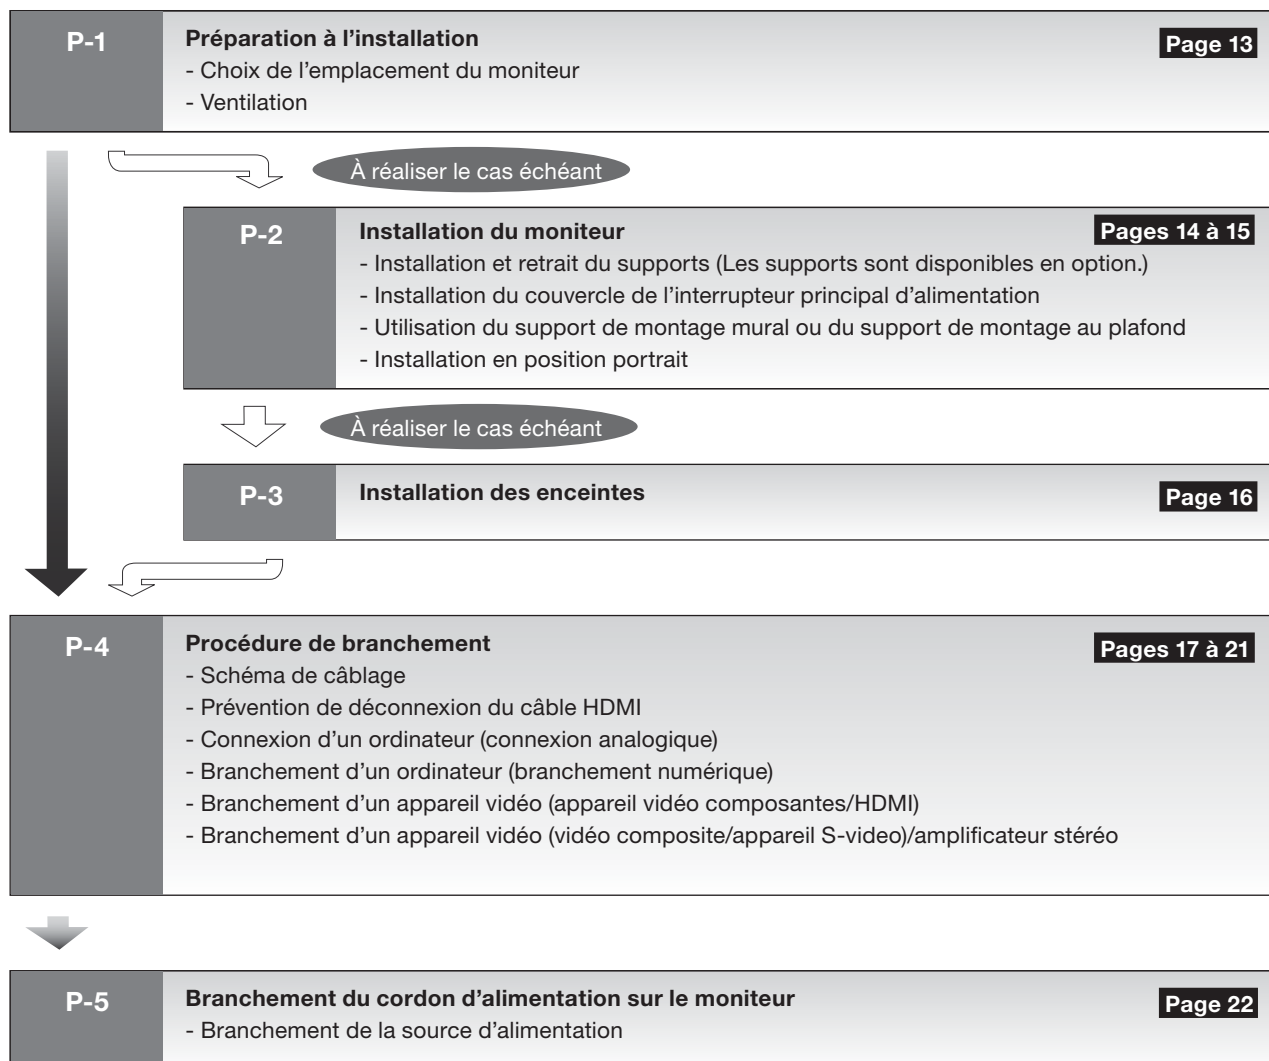 P-1
Préparation à l’installation
Page 13
- Choix de l’emplacement du moniteur
- Ventilation
À réaliser le cas échéant
P-2
Installation du moniteur
Pages 14 à 15
- Installation et retrait du supports (Les supports sont disponibles en option.)
- Installation du couvercle de l’interrupteur principal d’alimentation
- Utilisation du support de montage mural ou du support de montage au plafond
- Installation en position portrait
À réaliser le cas échéant
P-3
Installation des enceintes
Page 16
P-4
Procédure de branchement
Pages 17 à 21
- Schéma de câblage
- Prévention de déconnexion du câble HDMI
- Connexion d’un ordinateur (connexion analogique)
- Branchement d’un ordinateur (branchement numérique)
- Branchement d’un appareil vidéo (appareil vidéo composantes/HDMI)
- Branchement d’un appareil vidéo (vidéo composite/appareil S-video)/amplificateur stéréo
P-5
Branchement du cordon d’alimentation sur le moniteur
Page 22
- Branchement de la source d’alimentation